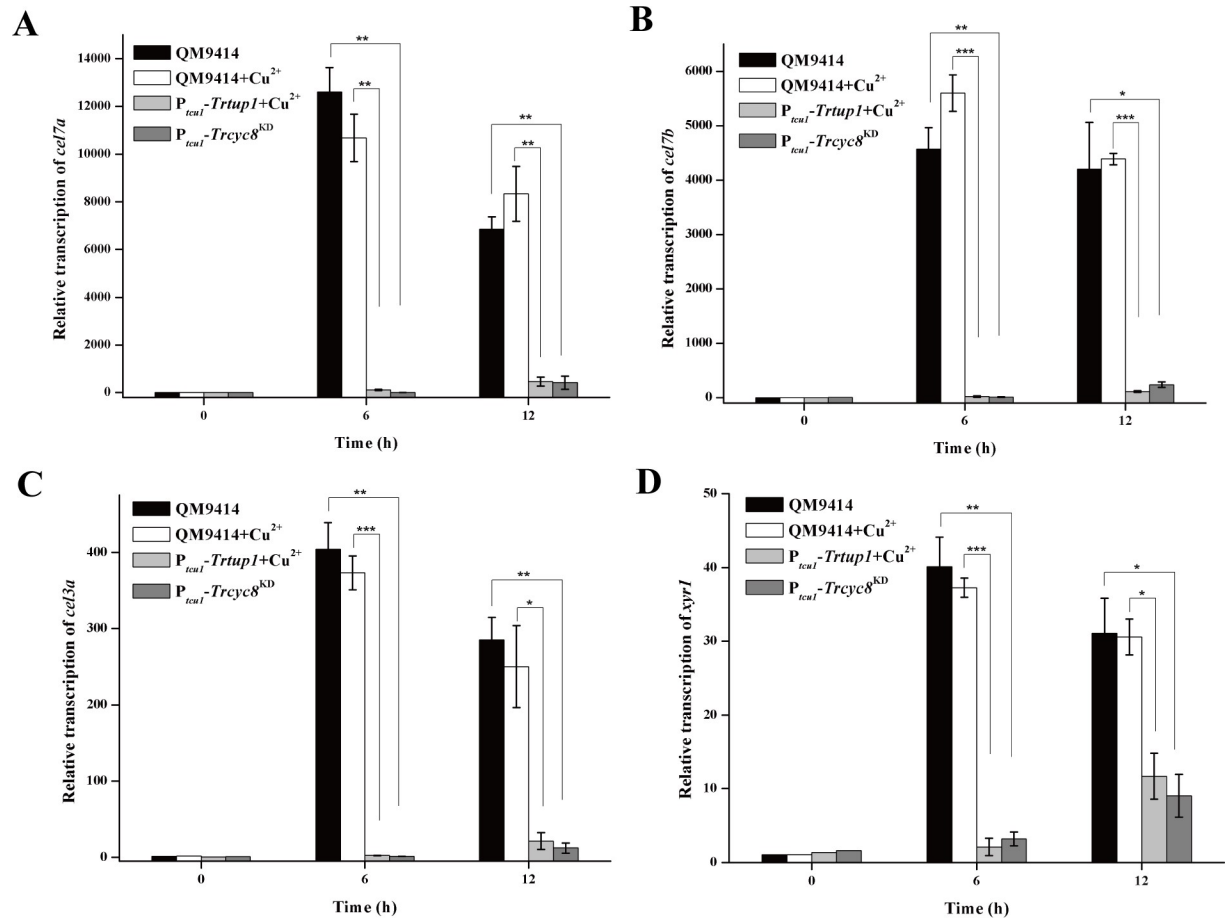 A
QM9414
QM9414+Cu²⁺
Ptcu1-Trtup1+Cu²⁺
Ptcu1-Trcyc8ᴷᴰ
Relative transcription of cel7a
14000
12000
10000
8000
6000
4000
2000
0
**
**
**
**
0 6 12
Time (h)
B
QM9414
QM9414+Cu²⁺
Ptcu1-Trtup1+Cu²⁺
Ptcu1-Trcyc8ᴷᴰ
Relative transcription of cel7b
6000
4000
2000
0
**
***
*
***
0 6 12
Time (h)
C
QM9414
QM9414+Cu²⁺
Ptcu1-Trtup1+Cu²⁺
Ptcu1-Trcyc8ᴷᴰ
Relative transcription of cel3a
400
300
200
100
0
**
***
**
*
0 6 12
Time (h)
D
QM9414
QM9414+Cu²⁺
Ptcu1-Trtup1+Cu²⁺
Ptcu1-Trcyc8ᴷᴰ
Relative transcription of xyr1
50
40
30
20
10
0
**
***
*
*
0 6 12
Time (h)